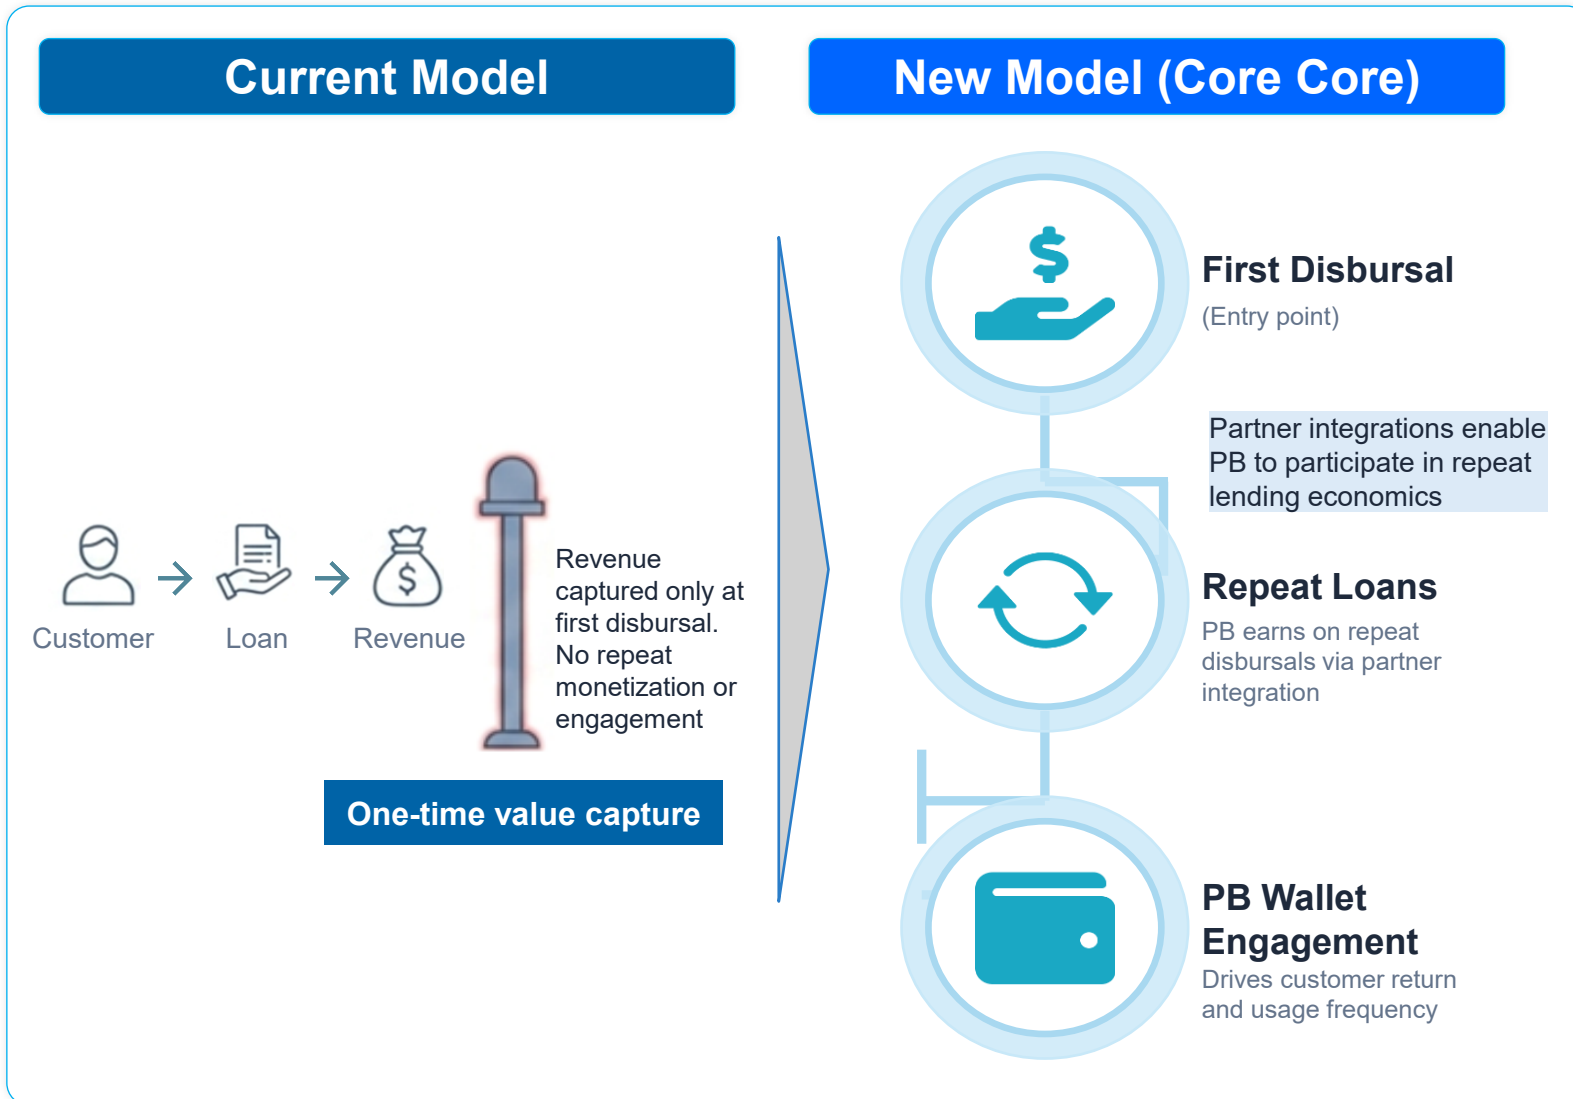 Current Model
Customer
Loan
Revenue
$
Revenue
captured only at
first disbursal.
No repeat
monetization or
engagement
One-time value capture
New Model (Core Core)
$
First Disbursal
(Entry point)
Partner integrations enable
PB to participate in repeat
lending economics
Repeat Loans
PB earns on repeat
disbursals via partner
integration
PB Wallet
Engagement
Drives customer return
and usage frequency